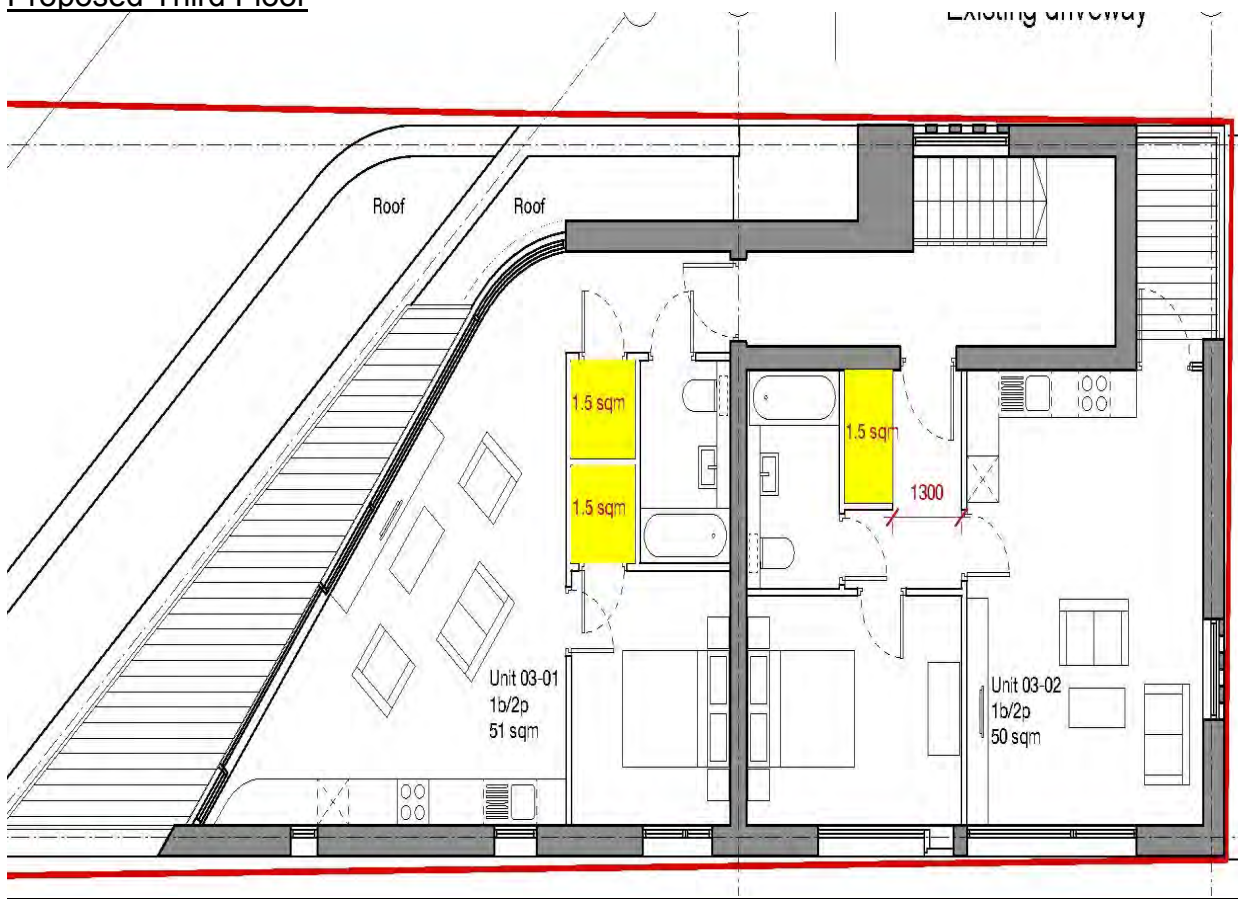 Proposed Third Floor
Existing driveway
Roof
Roof
1.5 sqm
1.5 sqm
1.5 sqm
1300
Unit 03-01
1b/2p
51 sqm
Unit 03-02
1b/2p
50 sqm